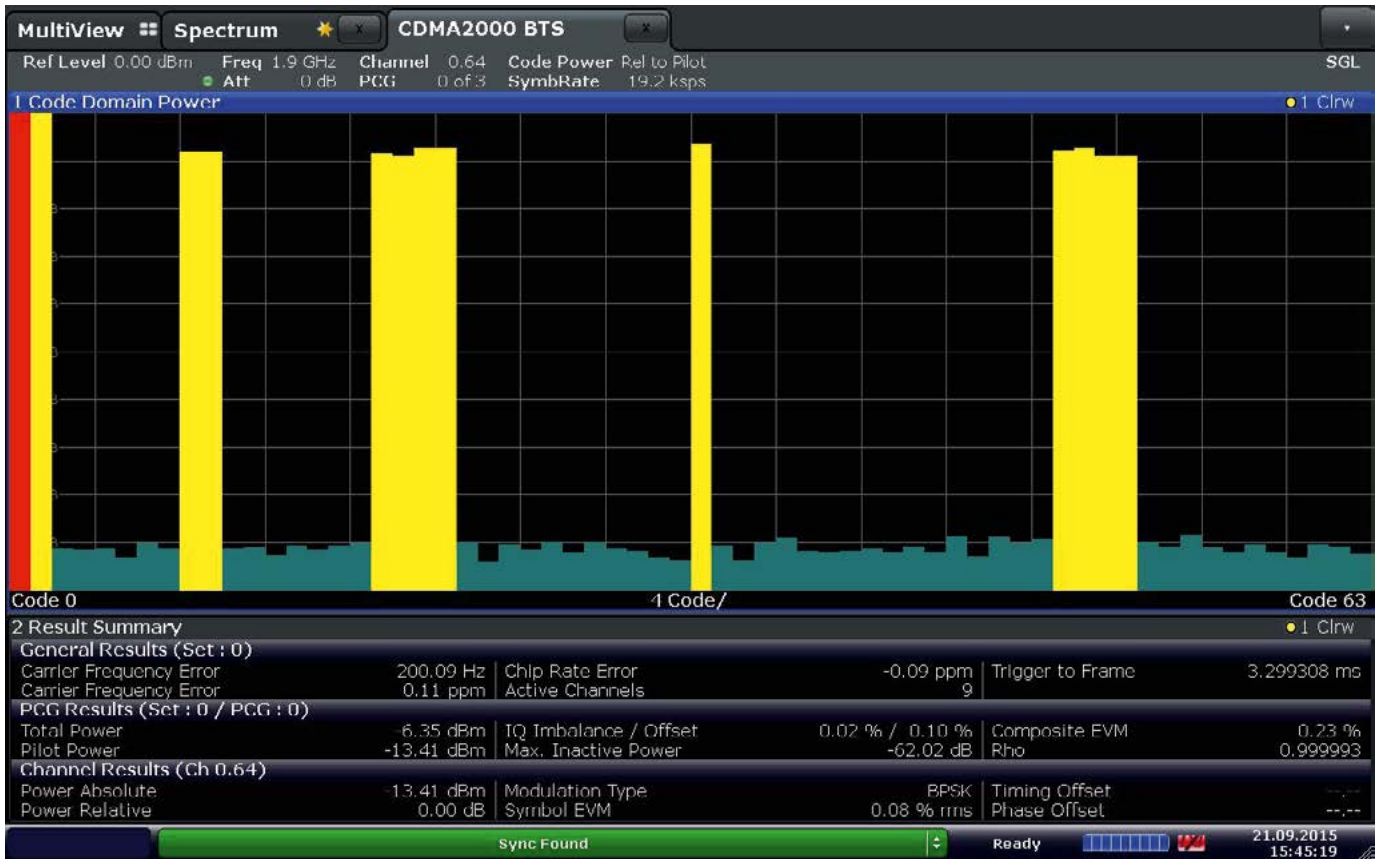 MultiView Spectrum x CDMA2000 BTS x
Ref Level 0.00 dBm Freq 1.9 GHz Channel 0.64 Code Power Rel to Pilot SGL
Att 0 dB PCG 0 of 3 SymbRate 19.2 ksps
1 Code Domain Power 1 Clrw
Code 0 4 Code/ Code 63
2 Result Summary 1 Clrw
General Results (Set : 0)
Carrier Frequency Error 200.09 Hz Chip Rate Error -0.09 ppm Trigger to Frame 3.299308 ms
Carrier Frequency Error 0.11 ppm Active Channels 9
PCG Results (Set : 0 / PCG : 0)
Total Power -6.35 dBm IQ Imbalance / Offset 0.02 % / 0.10 % Composite EVM 0.23 %
Pilot Power -13.41 dBm Max. Inactive Power -62.02 dB Rho 0.999993
Channel Results (Ch 0.64)
Power Absolute -13.41 dBm Modulation Type BPSK Timing Offset --.--
Power Relative 0.00 dB Symbol EVM 0.08 % rms Phase Offset --.--
Sync Found Ready 21.09.2015
15:45:19